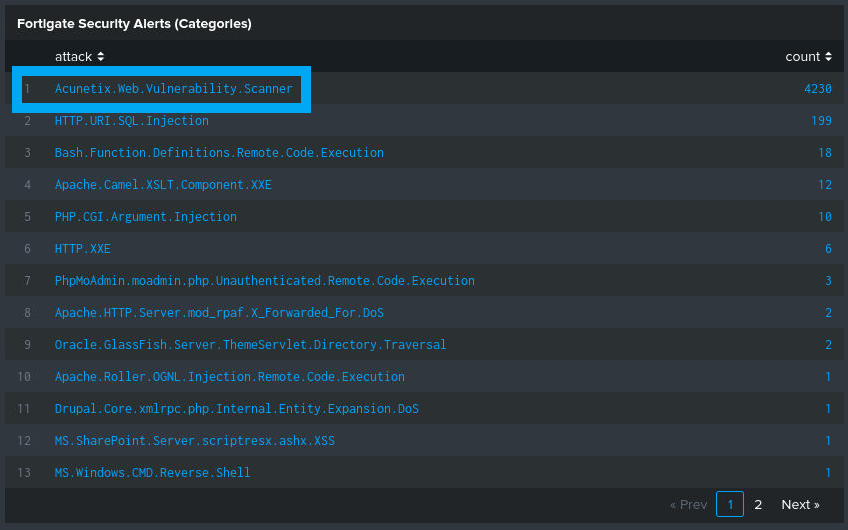 Fortigate Security Alerts (Categories)
attack count
1 Acunetix.Web.Vulnerability.Scanner 4230
2 HTTP.URI.SQL.Injection 199
3 Bash.Function.Definitions.Remote.Code.Execution 18
4 Apache.Camel.XSLT.Component.XXE 12
5 PHP.CGI.Argument.Injection 10
6 HTTP.XXE 6
7 PhpMoAdmin.moadmin.php.Unauthenticated.Remote.Code.Execution 3
8 Apache.HTTP.Server.mod_rpaf.X_Forwarded_For.DoS 2
9 Oracle.GlassFish.Server.ThemeServlet.Directory.Traversal 2
10 Apache.Roller.OGNL.Injection.Remote.Code.Execution 1
11 Drupal.Core.xmlrpc.php.Internal.Entity.Expansion.DoS 1
12 MS.SharePoint.Server.scriptresx.ashx.XSS 1
13 MS.Windows.CMD.Reverse.Shell 1
« Prev 1 2 Next »